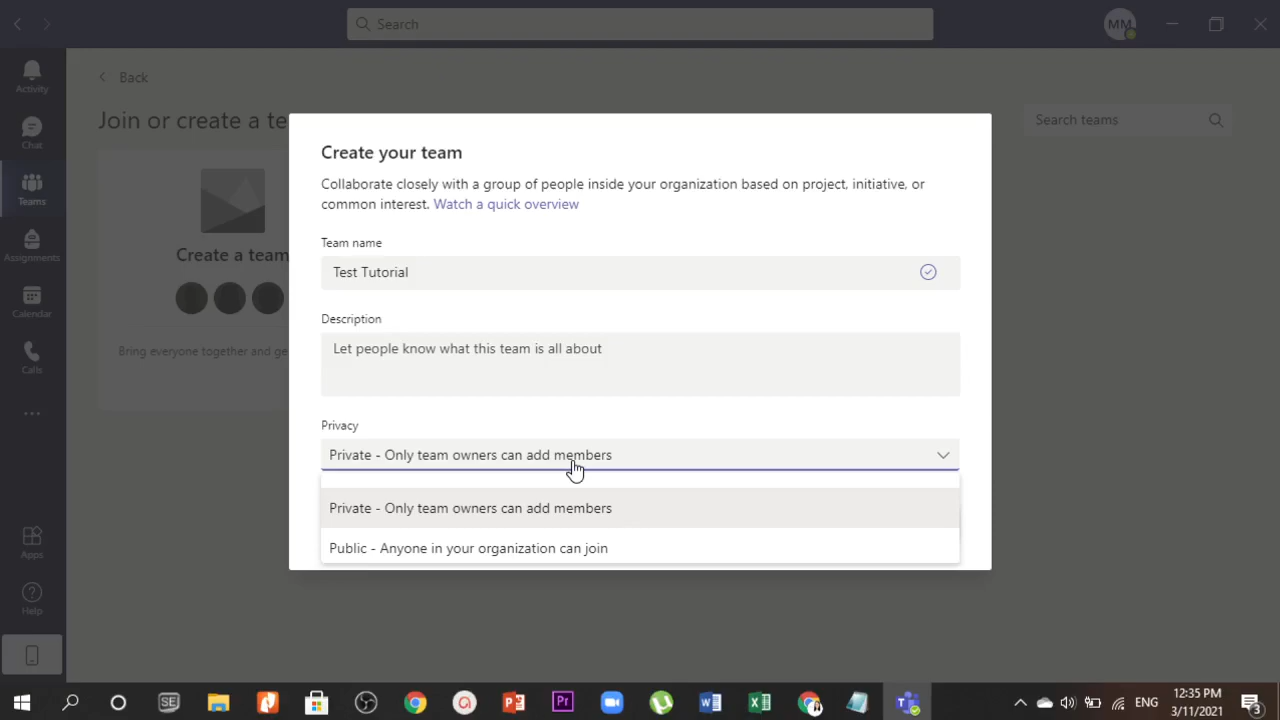 Search
MM
Activity
Chat
Teams
Assignments
Calendar
Calls
Apps
Help
Back
Join or create a te
Search teams
Create a team
Bring everyone together and ge
Create your team
Collaborate closely with a group of people inside your organization based on project, initiative, or
common interest. Watch a quick overview
Team name
Test Tutorial
Description
Let people know what this team is all about
Privacy
Private - Only team owners can add members
Private - Only team owners can add members
Public - Anyone in your organization can join
SE
Pr
ENG
12:35 PM
3/11/2021
3